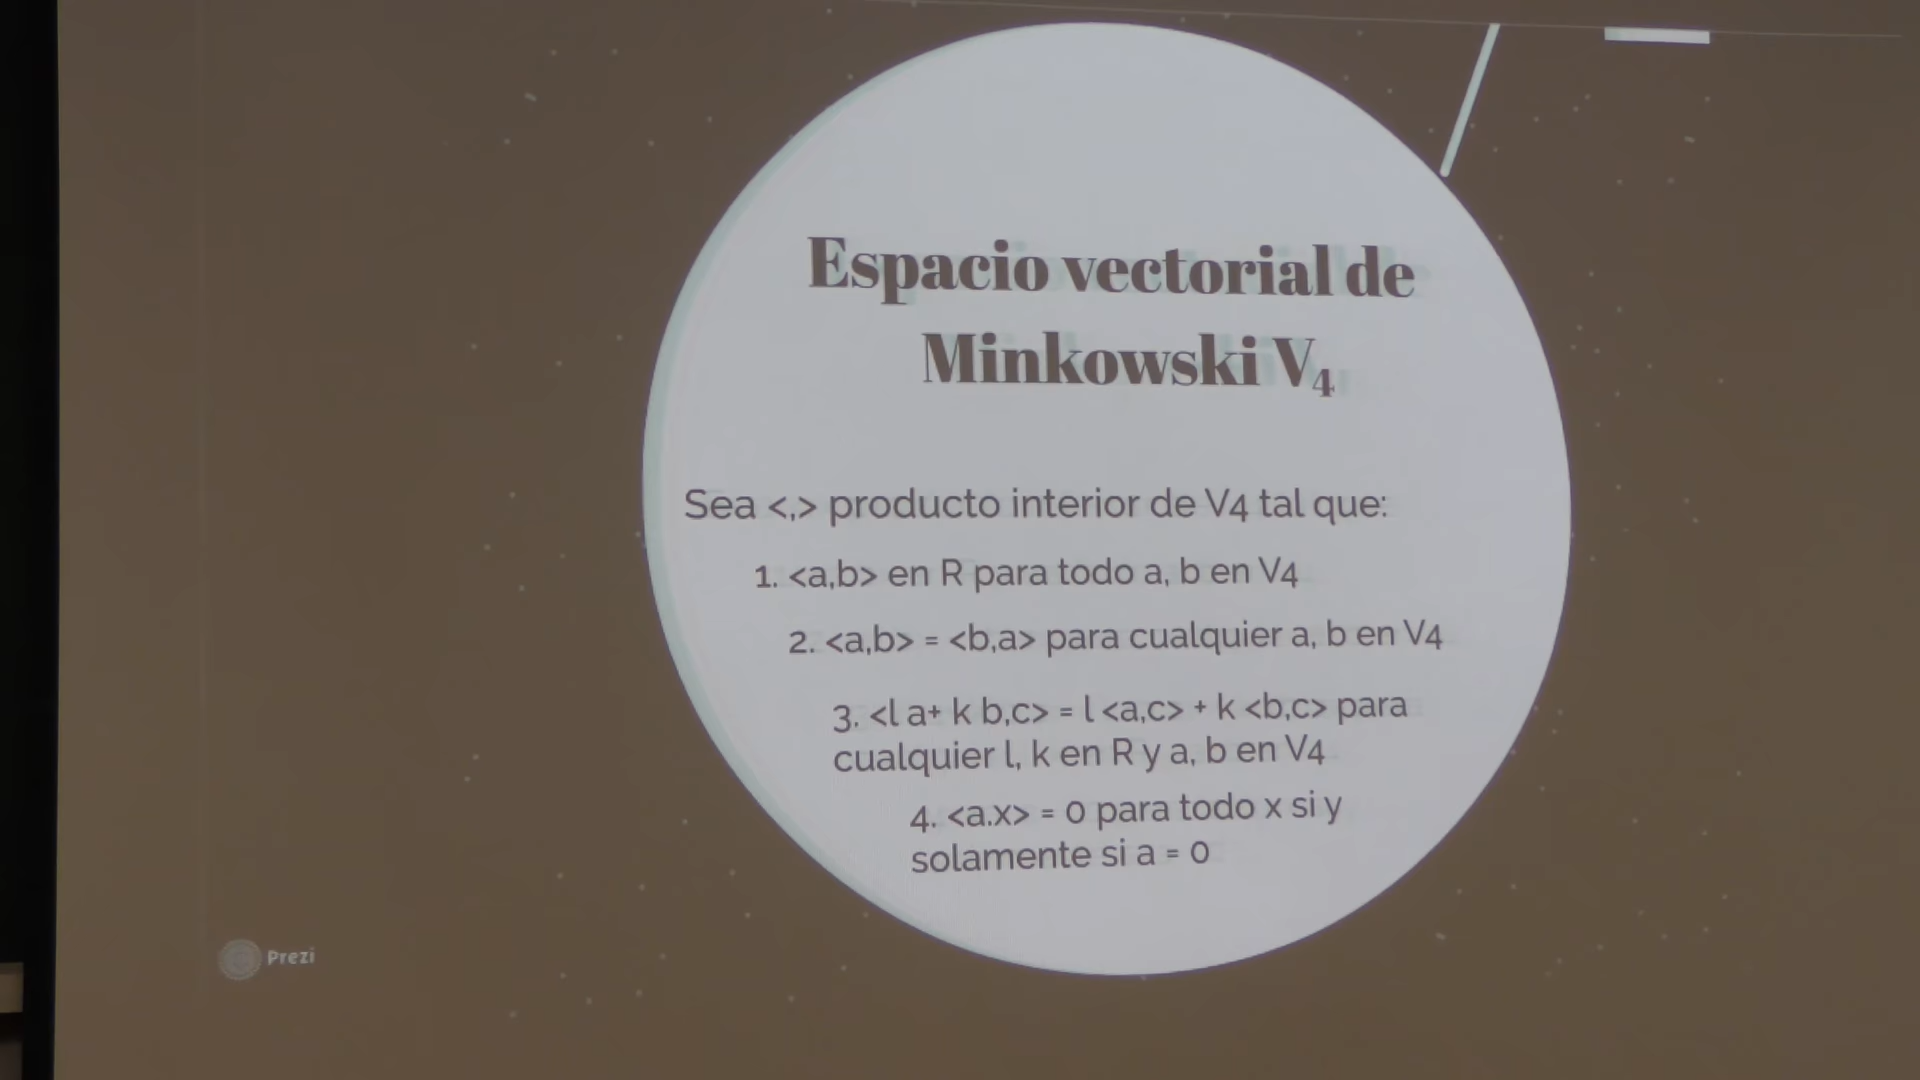 Espacio vectorial de
Minkowski V₄
Sea <,> producto interior de V4 tal que:
1. <a,b> en R para todo a, b en V4
2. <a,b> = <b,a> para cualquier a, b en V4
3. <l a+ k b,c> = l <a,c> + k <b,c> para
cualquier l, k en R y a, b en V4
4. <a.x> = 0 para todo x si y
solamente si a = 0
Prezi